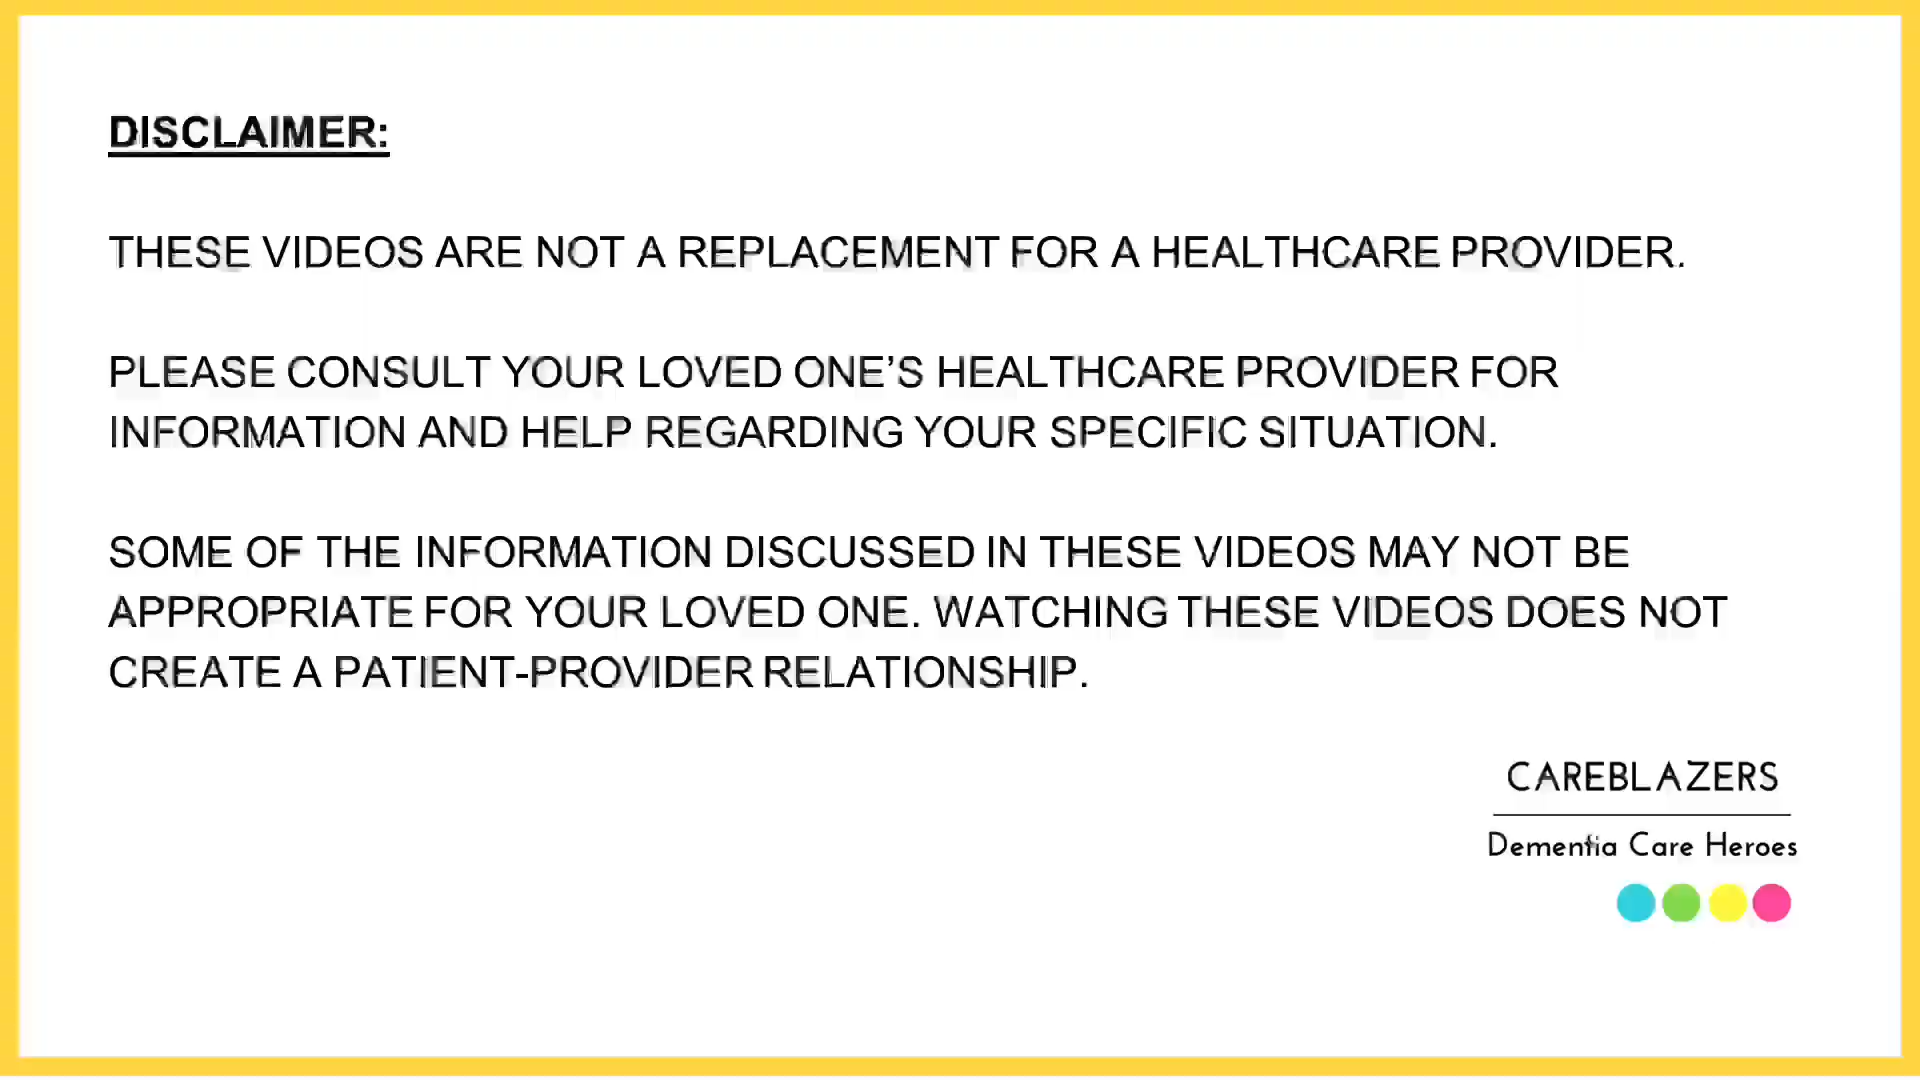 DISCLAIMER:
THESE VIDEOS ARE NOT A REPLACEMENT FOR A HEALTHCARE PROVIDER.
PLEASE CONSULT YOUR LOVED ONE’S HEALTHCARE PROVIDER FOR
INFORMATION AND HELP REGARDING YOUR SPECIFIC SITUATION.
SOME OF THE INFORMATION DISCUSSED IN THESE VIDEOS MAY NOT BE
APPROPRIATE FOR YOUR LOVED ONE. WATCHING THESE VIDEOS DOES NOT
CREATE A PATIENT-PROVIDER RELATIONSHIP.
CAREBLAZERS
Dementia Care Heroes